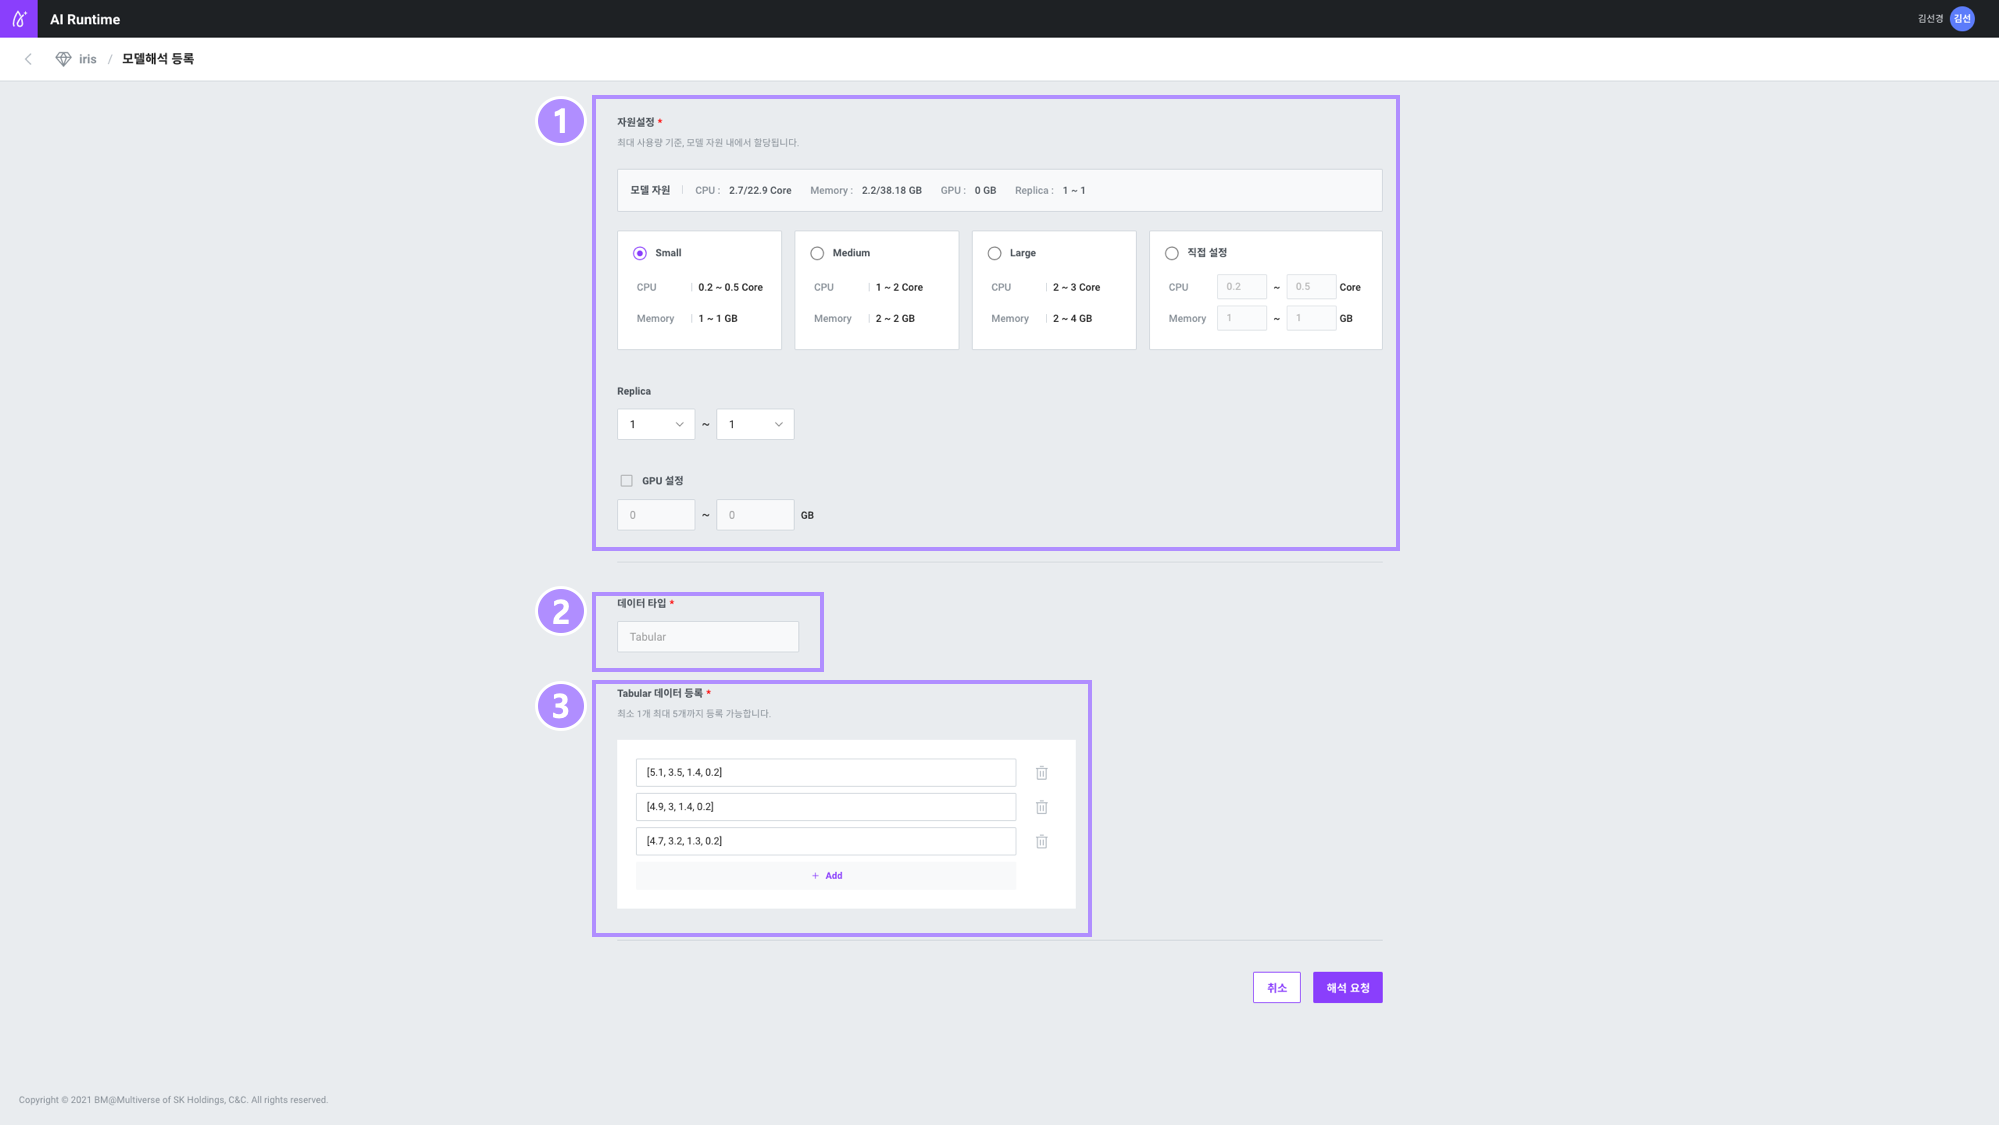 AI Runtime
김선경 김선
iris / 모델해석 등록
1
자원설정 *
최대 사용량 기준, 모델 자원 내에서 할당됩니다.
모델 자원 | CPU : 2.7/22.9 Core Memory : 2.2/38.18 GB GPU : 0 GB Replica : 1 ~ 1
Small
CPU | 0.2 ~ 0.5 Core
Memory | 1 ~ 1 GB
Medium
CPU | 1 ~ 2 Core
Memory | 2 ~ 2 GB
Large
CPU | 2 ~ 3 Core
Memory | 2 ~ 4 GB
직접 설정
CPU 0.2 ~ 0.5 Core
Memory 1 ~ 1 GB
Replica
1 ~ 1
GPU 설정
0 ~ 0 GB
2
데이터 타입 *
Tabular
3
Tabular 데이터 등록 *
최소 1개 최대 5개까지 등록 가능합니다.
[5.1, 3.5, 1.4, 0.2]
[4.9, 3, 1.4, 0.2]
[4.7, 3.2, 1.3, 0.2]
+ Add
취소 해석 요청
Copyright © 2021 BM@Multiverse of SK Holdings, C&C. All rights reserved.